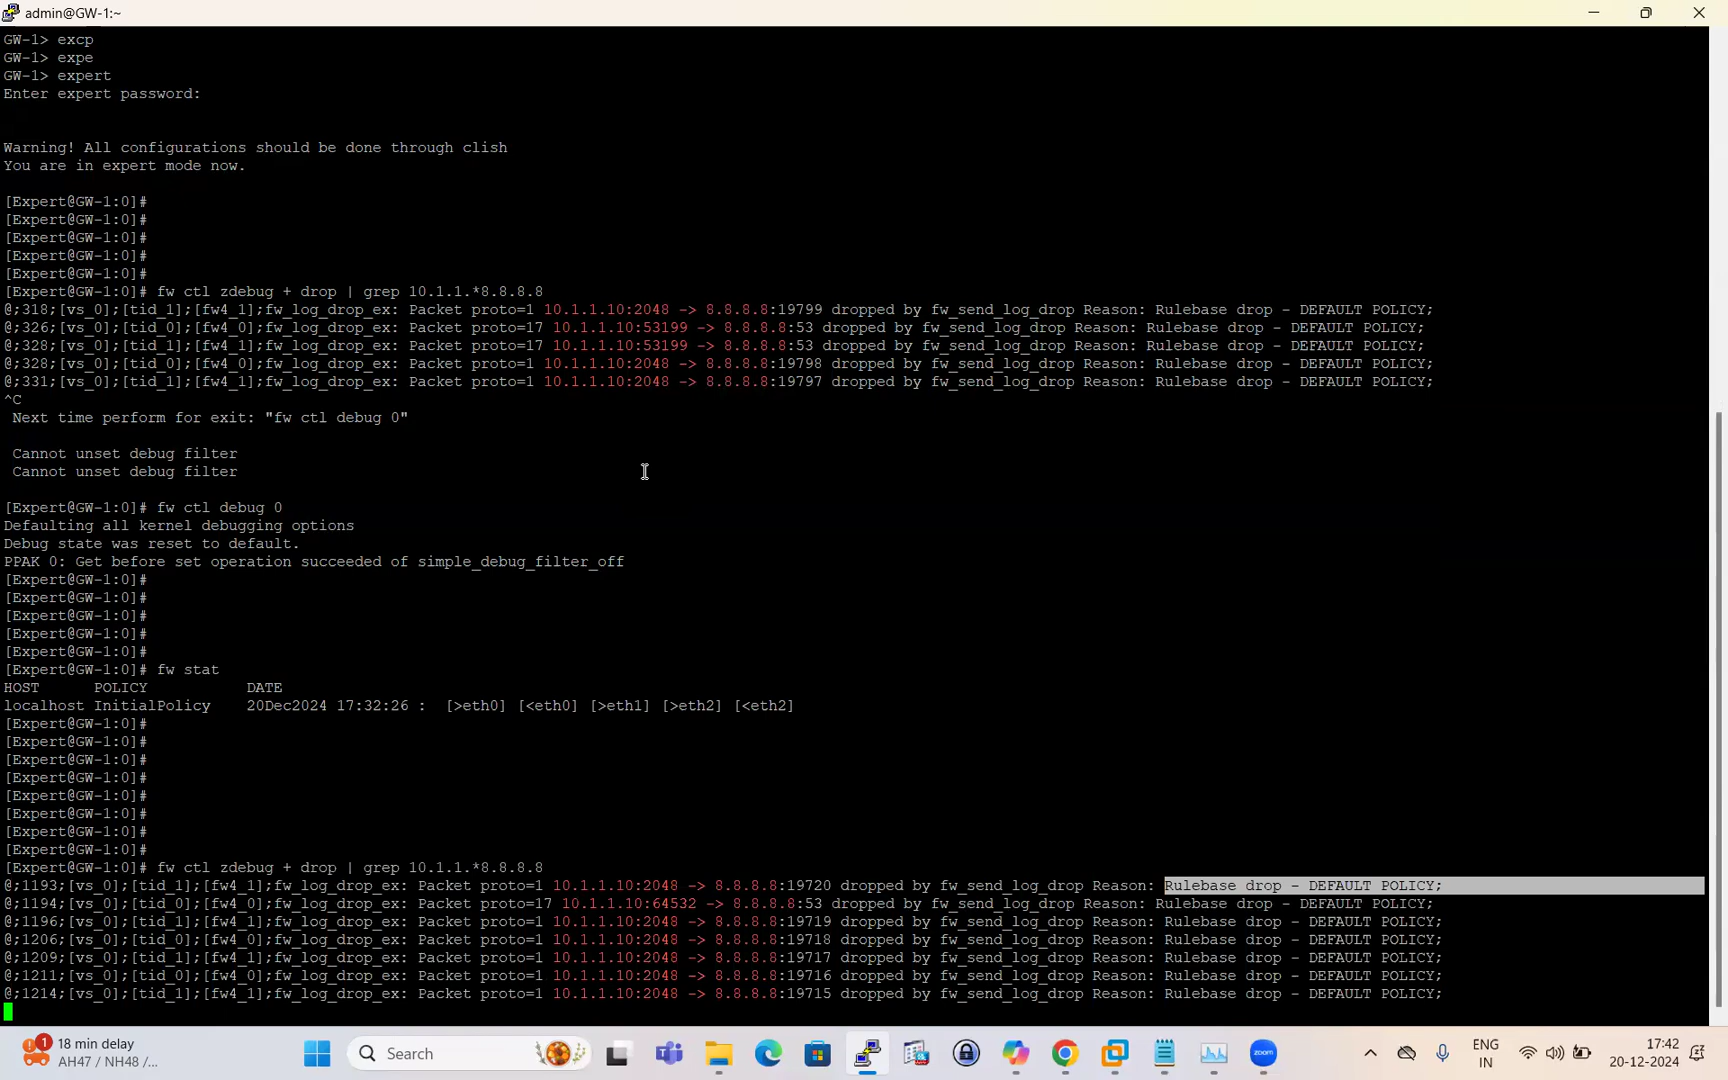 admin@GW-1:~
GW-1> excp
GW-1> expe
GW-1> expert
Enter expert password:
Warning! All configurations should be done through clish
You are in expert mode now.
[Expert@GW-1:0]#
[Expert@GW-1:0]#
[Expert@GW-1:0]#
[Expert@GW-1:0]#
[Expert@GW-1:0]#
[Expert@GW-1:0]# fw ctl zdebug + drop | grep 10.1.1.*8.8.8.8
@;318;[vs_0];[tid_1];[fw4_1];fw_log_drop_ex: Packet proto=1 10.1.1.10:2048 -> 8.8.8.8:19799 dropped by fw_send_log_drop Reason: Rulebase drop - DEFAULT POLICY;
@;326;[vs_0];[tid_0];[fw4_0];fw_log_drop_ex: Packet proto=17 10.1.1.10:53199 -> 8.8.8.8:53 dropped by fw_send_log_drop Reason: Rulebase drop - DEFAULT POLICY;
@;328;[vs_0];[tid_1];[fw4_1];fw_log_drop_ex: Packet proto=17 10.1.1.10:53199 -> 8.8.8.8:53 dropped by fw_send_log_drop Reason: Rulebase drop - DEFAULT POLICY;
@;328;[vs_0];[tid_0];[fw4_0];fw_log_drop_ex: Packet proto=1 10.1.1.10:2048 -> 8.8.8.8:19798 dropped by fw_send_log_drop Reason: Rulebase drop - DEFAULT POLICY;
@;331;[vs_0];[tid_1];[fw4_1];fw_log_drop_ex: Packet proto=1 10.1.1.10:2048 -> 8.8.8.8:19797 dropped by fw_send_log_drop Reason: Rulebase drop - DEFAULT POLICY;
^C
Next time perform for exit: "fw ctl debug 0"
Cannot unset debug filter
Cannot unset debug filter
[Expert@GW-1:0]# fw ctl debug 0
Defaulting all kernel debugging options
Debug state was reset to default.
PPAK 0: Get before set operation succeeded of simple_debug_filter_off
[Expert@GW-1:0]#
[Expert@GW-1:0]#
[Expert@GW-1:0]#
[Expert@GW-1:0]#
[Expert@GW-1:0]#
[Expert@GW-1:0]# fw stat
HOST POLICY DATE
localhost InitialPolicy 20Dec2024 17:32:26 : [>eth0] [<eth0] [>eth1] [>eth2] [<eth2]
[Expert@GW-1:0]#
[Expert@GW-1:0]#
[Expert@GW-1:0]#
[Expert@GW-1:0]#
[Expert@GW-1:0]#
[Expert@GW-1:0]#
[Expert@GW-1:0]#
[Expert@GW-1:0]#
[Expert@GW-1:0]# fw ctl zdebug + drop | grep 10.1.1.*8.8.8.8
@;1193;[vs_0];[tid_1];[fw4_1];fw_log_drop_ex: Packet proto=1 10.1.1.10:2048 -> 8.8.8.8:19720 dropped by fw_send_log_drop Reason: Rulebase drop - DEFAULT POLICY;
@;1194;[vs_0];[tid_1];[fw4_1];fw_log_drop_ex: Packet proto=17 10.1.1.10:64532 -> 8.8.8.8:53 dropped by fw_send_log_drop Reason: Rulebase drop - DEFAULT POLICY;
@;1196;[vs_0];[tid_1];[fw4_1];fw_log_drop_ex: Packet proto=1 10.1.1.10:2048 -> 8.8.8.8:19719 dropped by fw_send_log_drop Reason: Rulebase drop - DEFAULT POLICY;
@;1206;[vs_0];[tid_0];[fw4_0];fw_log_drop_ex: Packet proto=1 10.1.1.10:2048 -> 8.8.8.8:19718 dropped by fw_send_log_drop Reason: Rulebase drop - DEFAULT POLICY;
@;1209;[vs_0];[tid_1];[fw4_1];fw_log_drop_ex: Packet proto=1 10.1.1.10:2048 -> 8.8.8.8:19717 dropped by fw_send_log_drop Reason: Rulebase drop - DEFAULT POLICY;
@;1211;[vs_0];[tid_0];[fw4_0];fw_log_drop_ex: Packet proto=1 10.1.1.10:2048 -> 8.8.8.8:19716 dropped by fw_send_log_drop Reason: Rulebase drop - DEFAULT POLICY;
@;1214;[vs_0];[tid_1];[fw4_1];fw_log_drop_ex: Packet proto=1 10.1.1.10:2048 -> 8.8.8.8:19715 dropped by fw_send_log_drop Reason: Rulebase drop - DEFAULT POLICY;
1
18 min delay
AH47 / NH48 /...
Search
zoom
ENG
IN
17:42
20-12-2024